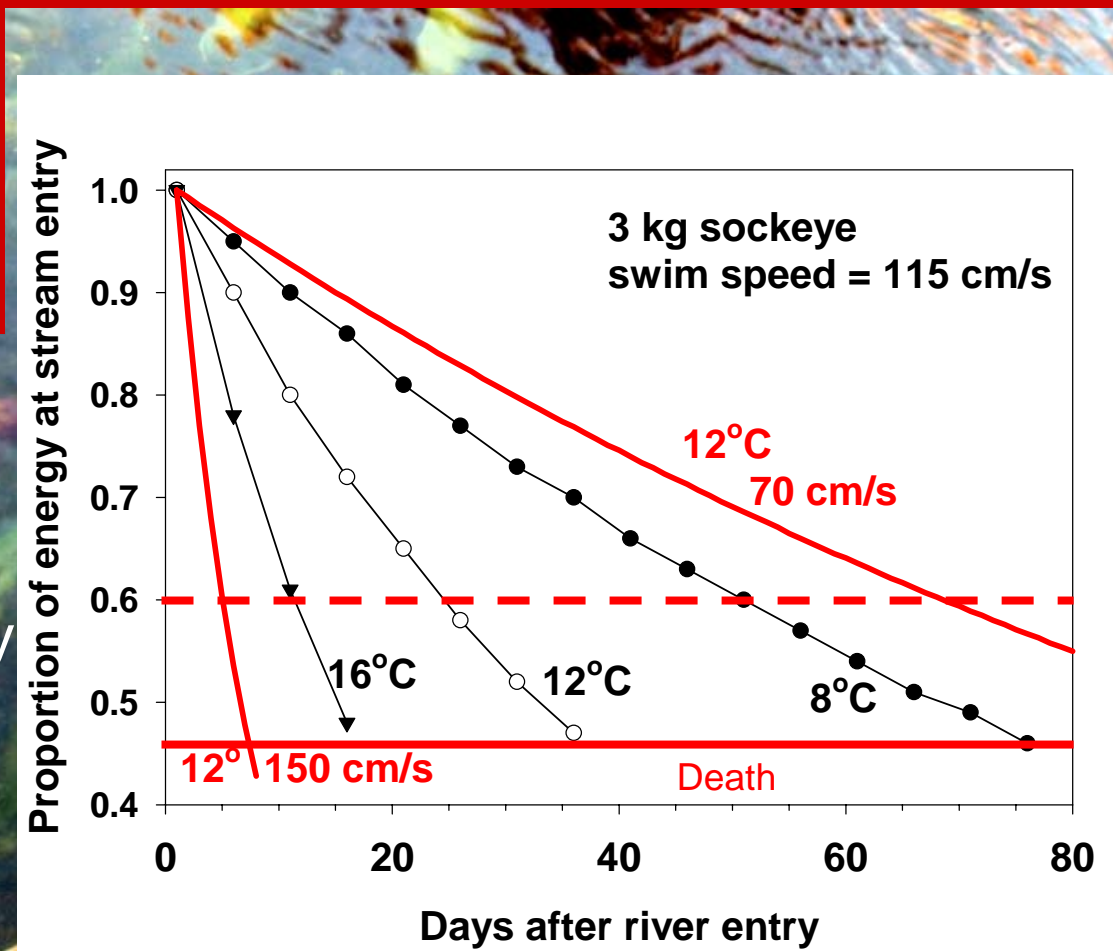 Proportion of energy at stream entry
1.0
0.9
0.8
0.7
0.6
0.5
0.4
3 kg sockeye
swim speed = 115 cm/s
12°C
70 cm/s
16°C
12°C
8°C
12° 150 cm/s
Death
0 20 40 60 80
Days after river entry